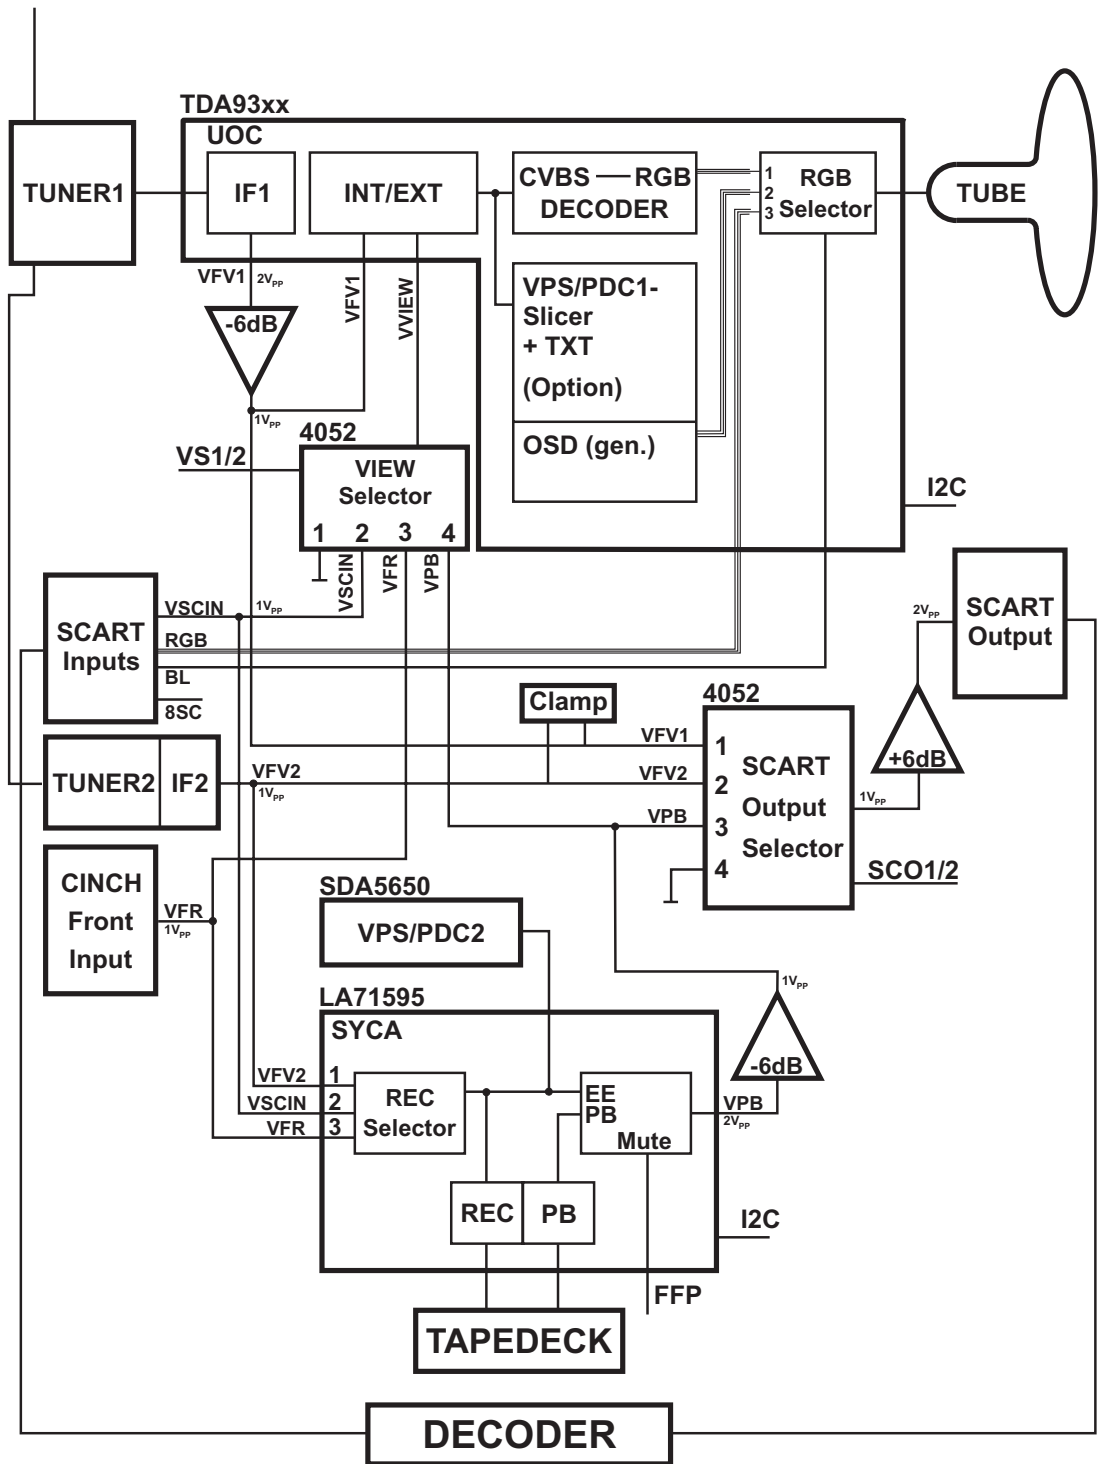 TDA93xx
UOC
TUNER1
IF1
INT/EXT
CVBS — RGB
DECODER
1
2
3
RGB
Selector
TUBE
VFV1
2VPP
-6dB
VFV1
VVIEW
VPS/PDC1-
Slicer
+ TXT
(Option)
OSD (gen.)
1VPP
4052
VS1/2
VIEW
Selector
1 2 3 4
I2C
VSCIN
VFR
VPB
SCART
Inputs
VSCIN
1VPP
RGB
BL
8SC
2VPP
SCART
Output
Clamp
4052
VFV1
1
VFV2
2
VPB
3
4
SCART
Output
Selector
+6dB
1VPP
SCO1/2
TUNER2
IF2
VFV2
1VPP
CINCH
Front
Input
VFR
1VPP
SDA5650
VPS/PDC2
LA71595
SYCA
1VPP
-6dB
VFV2
1
VSCIN
2
VFR
3
REC
Selector
EE
PB
Mute
VPB
2VPP
REC
PB
I2C
FFP
TAPEDECK
DECODER